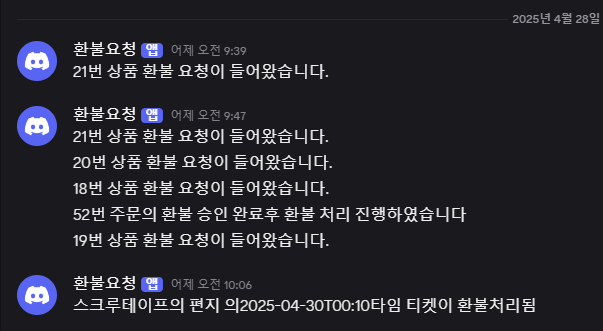 2025년 4월 28일
환불요청 앱 어제 오전 9:39
21번 상품 환불 요청이 들어왔습니다.
환불요청 앱 어제 오전 9:47
21번 상품 환불 요청이 들어왔습니다.
20번 상품 환불 요청이 들어왔습니다.
18번 상품 환불 요청이 들어왔습니다.
52번 주문의 환불 승인 완료후 환불 처리 진행하였습니다
19번 상품 환불 요청이 들어왔습니다.
환불요청 앱 어제 오전 10:06
스크루테이프의 편지 의2025-04-30T00:10타임 티켓이 환불처리됨